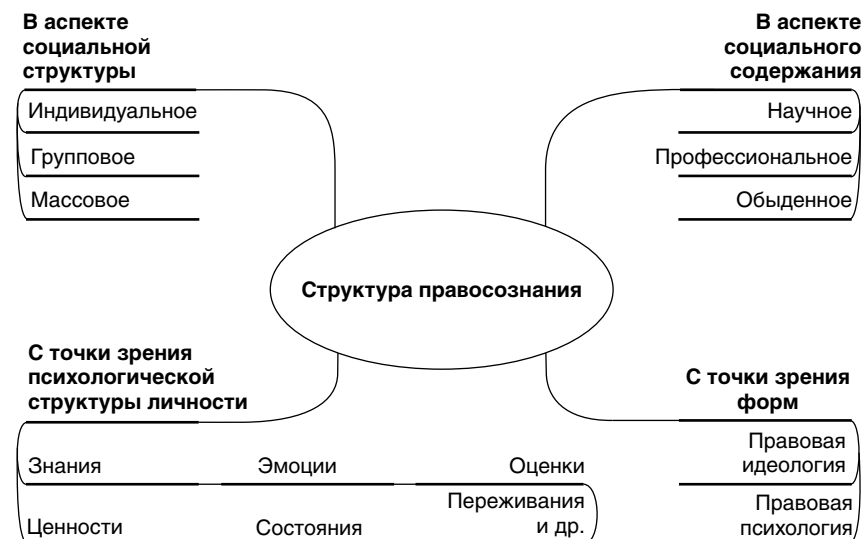 В аспекте
социальной
структуры
Индивидуальное
Групповое
Массовое
В аспекте
социального
содержания
Научное
Профессиональное
Обыденное
Структура правосознания
С точки зрения
психологической
структуры личности
Знания Эмоции Оценки
Ценности Состояния Переживания
и др.
С точки зрения
форм
Правовая
идеология
Правовая
психология